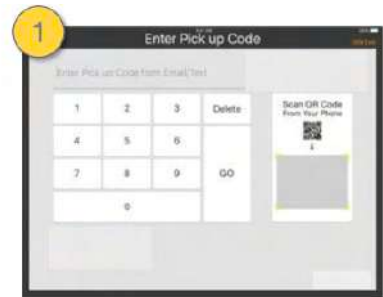 1
Enter Pick up Code
Enter Pick up Code from Email/Text
1 2 3 Delete
4 5 6
7 8 9 GO
0
Scan QR Code
From Your Phone